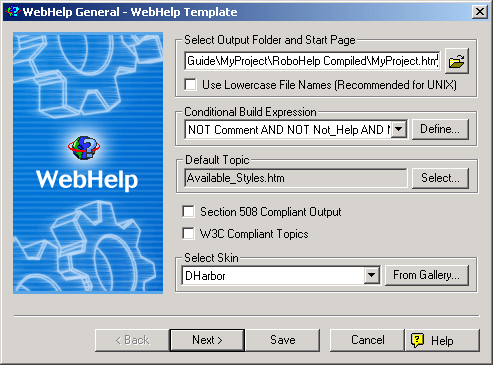 WebHelp General - WebHelp Template
Select Output Folder and Start Page
Guide\MyProject\RoboHelp Compiled\MyProject.htm
Use Lowercase File Names (Recommended for UNIX)
Conditional Build Expression
NOT Comment AND NOT Not_Help AND
Define...
Default Topic
Available_Styles.htm
Select...
WebHelp
Section 508 Compliant Output
W3C Compliant Topics
Select Skin
DHarbor
From Gallery...
< Back
Next >
Save
Cancel
Help